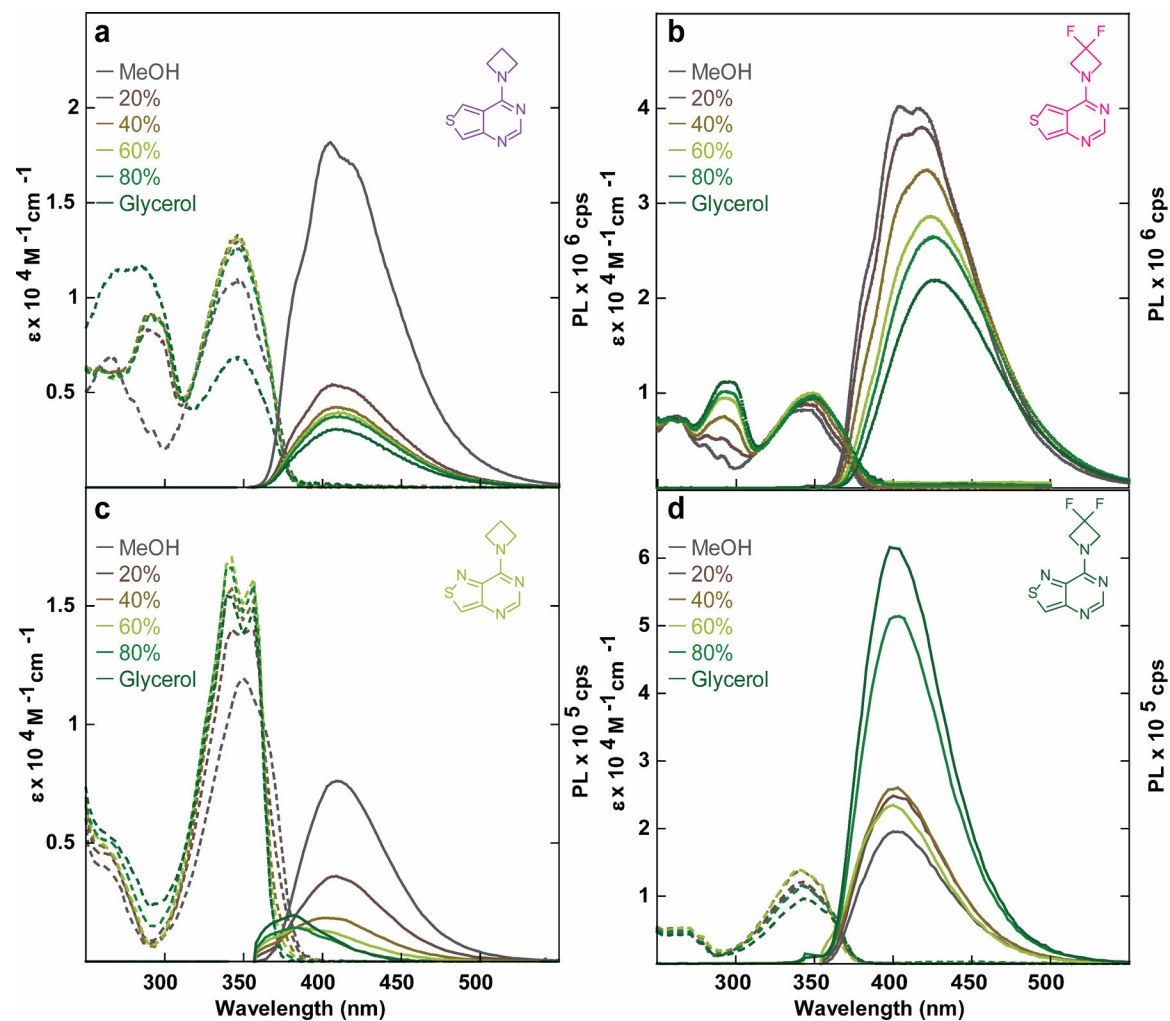 a
MeOH
20%
40%
60%
80%
Glycerol
2
1.5
1
0.5
ε x 10 4 M -1 cm -1
PL x 10 6 cps
N
N
N
S
b
MeOH
20%
40%
60%
80%
Glycerol
4
3
2
1
ε x 10 4 M -1 cm -1
PL x 10 6 cps
F F
N
N
N
S
c
MeOH
20%
40%
60%
80%
Glycerol
1.5
1
0.5
ε x 10 4 M -1 cm -1
PL x 10 5 cps
N
N
N
S
N
300 350 400 450 500
Wavelength (nm)
d
MeOH
20%
40%
60%
80%
Glycerol
6
5
4
3
2
1
ε x 10 4 M -1 cm -1
PL x 10 5 cps
F F
N
N
N
S
N
300 350 400 450 500
Wavelength (nm)